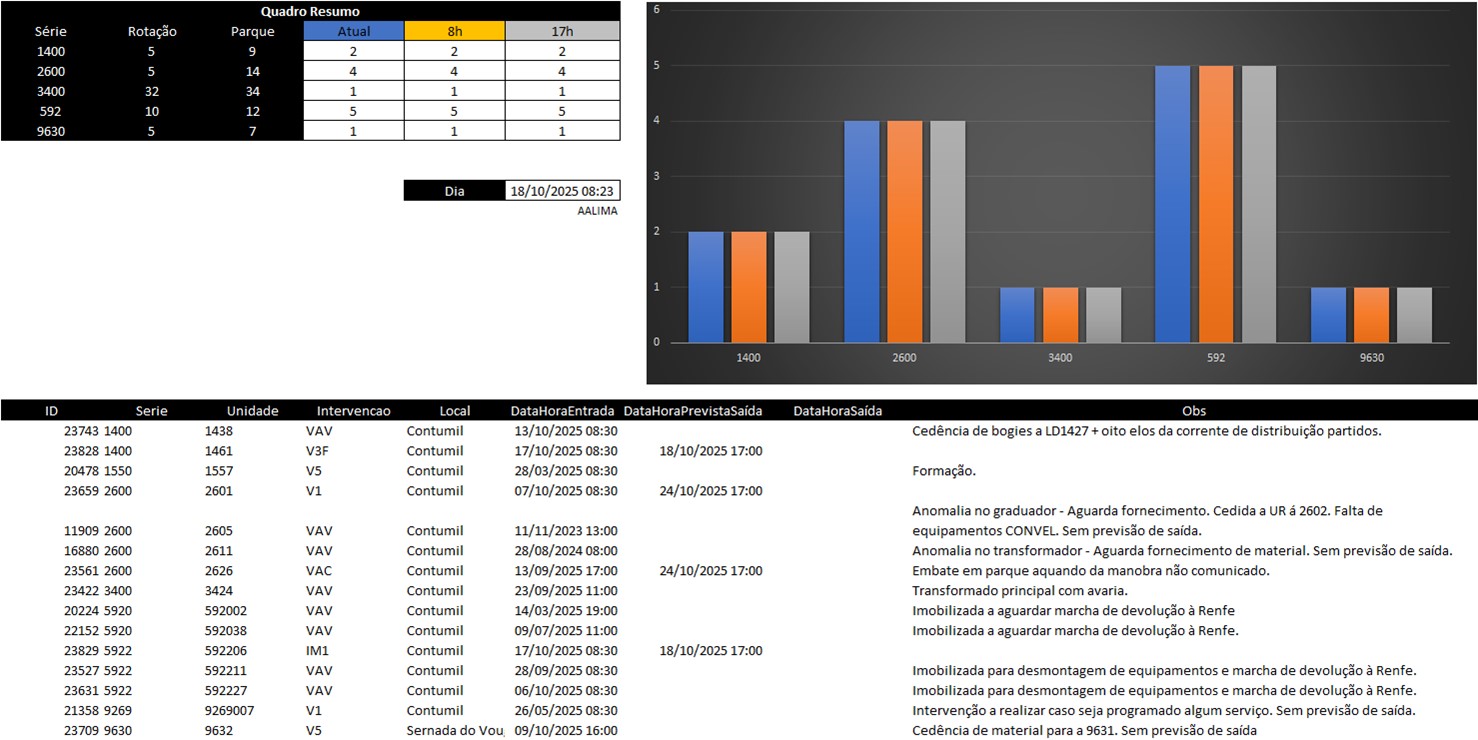 Quadro Resumo
Série Rotação Parque Atual 8h 17h
1400 5 9 2 2 2
2600 5 14 4 4 4
3400 32 34 1 1 1
592 10 12 5 5 5
9630 5 7 1 1 1
Dia 18/10/2025 08:23
AALIMA
6
5
4
3
2
1
0
1400 2600 3400 592 9630
ID Serie Unidade Intervencao Local DataHoraEntrada DataHoraPrevistaSaída DataHoraSaída Obs
23743 1400 1438 VAV Contumil 13/10/2025 08:30 Cedência de bogies a LD1427 + oito elos da corrente de distribuição partidos.
23828 1400 1461 V3F Contumil 17/10/2025 08:30 18/10/2025 17:00
20478 1550 1557 V5 Contumil 28/03/2025 08:30 Formação.
23659 2600 2601 V1 Contumil 07/10/2025 08:30 24/10/2025 17:00
Anomalia no graduador - Aguarda fornecimento. Cedida a UR á 2602. Falta de
11909 2600 2605 VAV Contumil 11/11/2023 13:00 equipamentos CONVEL. Sem previsão de saída.
16880 2600 2611 VAV Contumil 28/08/2024 08:00 Anomalia no transformador - Aguarda fornecimento de material. Sem previsão de saída.
23561 2600 2626 VAC Contumil 13/09/2025 17:00 24/10/2025 17:00 Embate em parque aquando da manobra não comunicado.
23422 3400 3424 VAV Contumil 23/09/2025 11:00 Transformado principal com avaria.
20224 5920 592002 VAV Contumil 14/03/2025 19:00 Imobilizada a aguardar marcha de devolução à Renfe
22152 5920 592038 VAV Contumil 09/07/2025 11:00 Imobilizada a aguardar marcha de devolução à Renfe.
23829 5922 592206 IM1 Contumil 17/10/2025 08:30 18/10/2025 17:00
23527 5922 592211 VAV Contumil 28/09/2025 08:30 Imobilizada para desmontagem de equipamentos e marcha de devolução à Renfe.
23631 5922 592227 VAV Contumil 06/10/2025 08:30 Imobilizada para desmontagem de equipamentos e marcha de devolução à Renfe.
21358 9269 9269007 V1 Contumil 26/05/2025 08:30 Intervenção a realizar caso seja programado algum serviço. Sem previsão de saída.
23709 9630 9632 V5 Sernada do Vou 09/10/2025 16:00 Cedência de material para a 9631. Sem previsão de saída